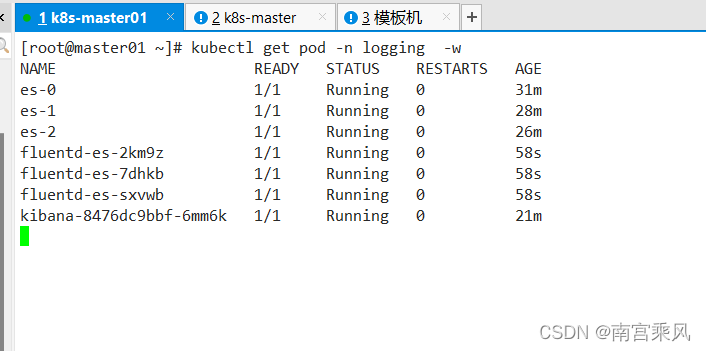 1 k8s-master01 × 2 k8s-master × 3 模板机 × +
[root@master01 ~]# kubectl get pod -n logging  -w
NAME                      READY   STATUS    RESTARTS   AGE
es-0                      1/1     Running   0          31m
es-1                      1/1     Running   0          28m
es-2                      1/1     Running   0          26m
fluentd-es-2km9z          1/1     Running   0          58s
fluentd-es-7dhkb          1/1     Running   0          58s
fluentd-es-sxvwb          1/1     Running   0          58s
kibana-8476dc9bbf-6mm6k   1/1     Running   0          21m
CSDN @南宫乘风